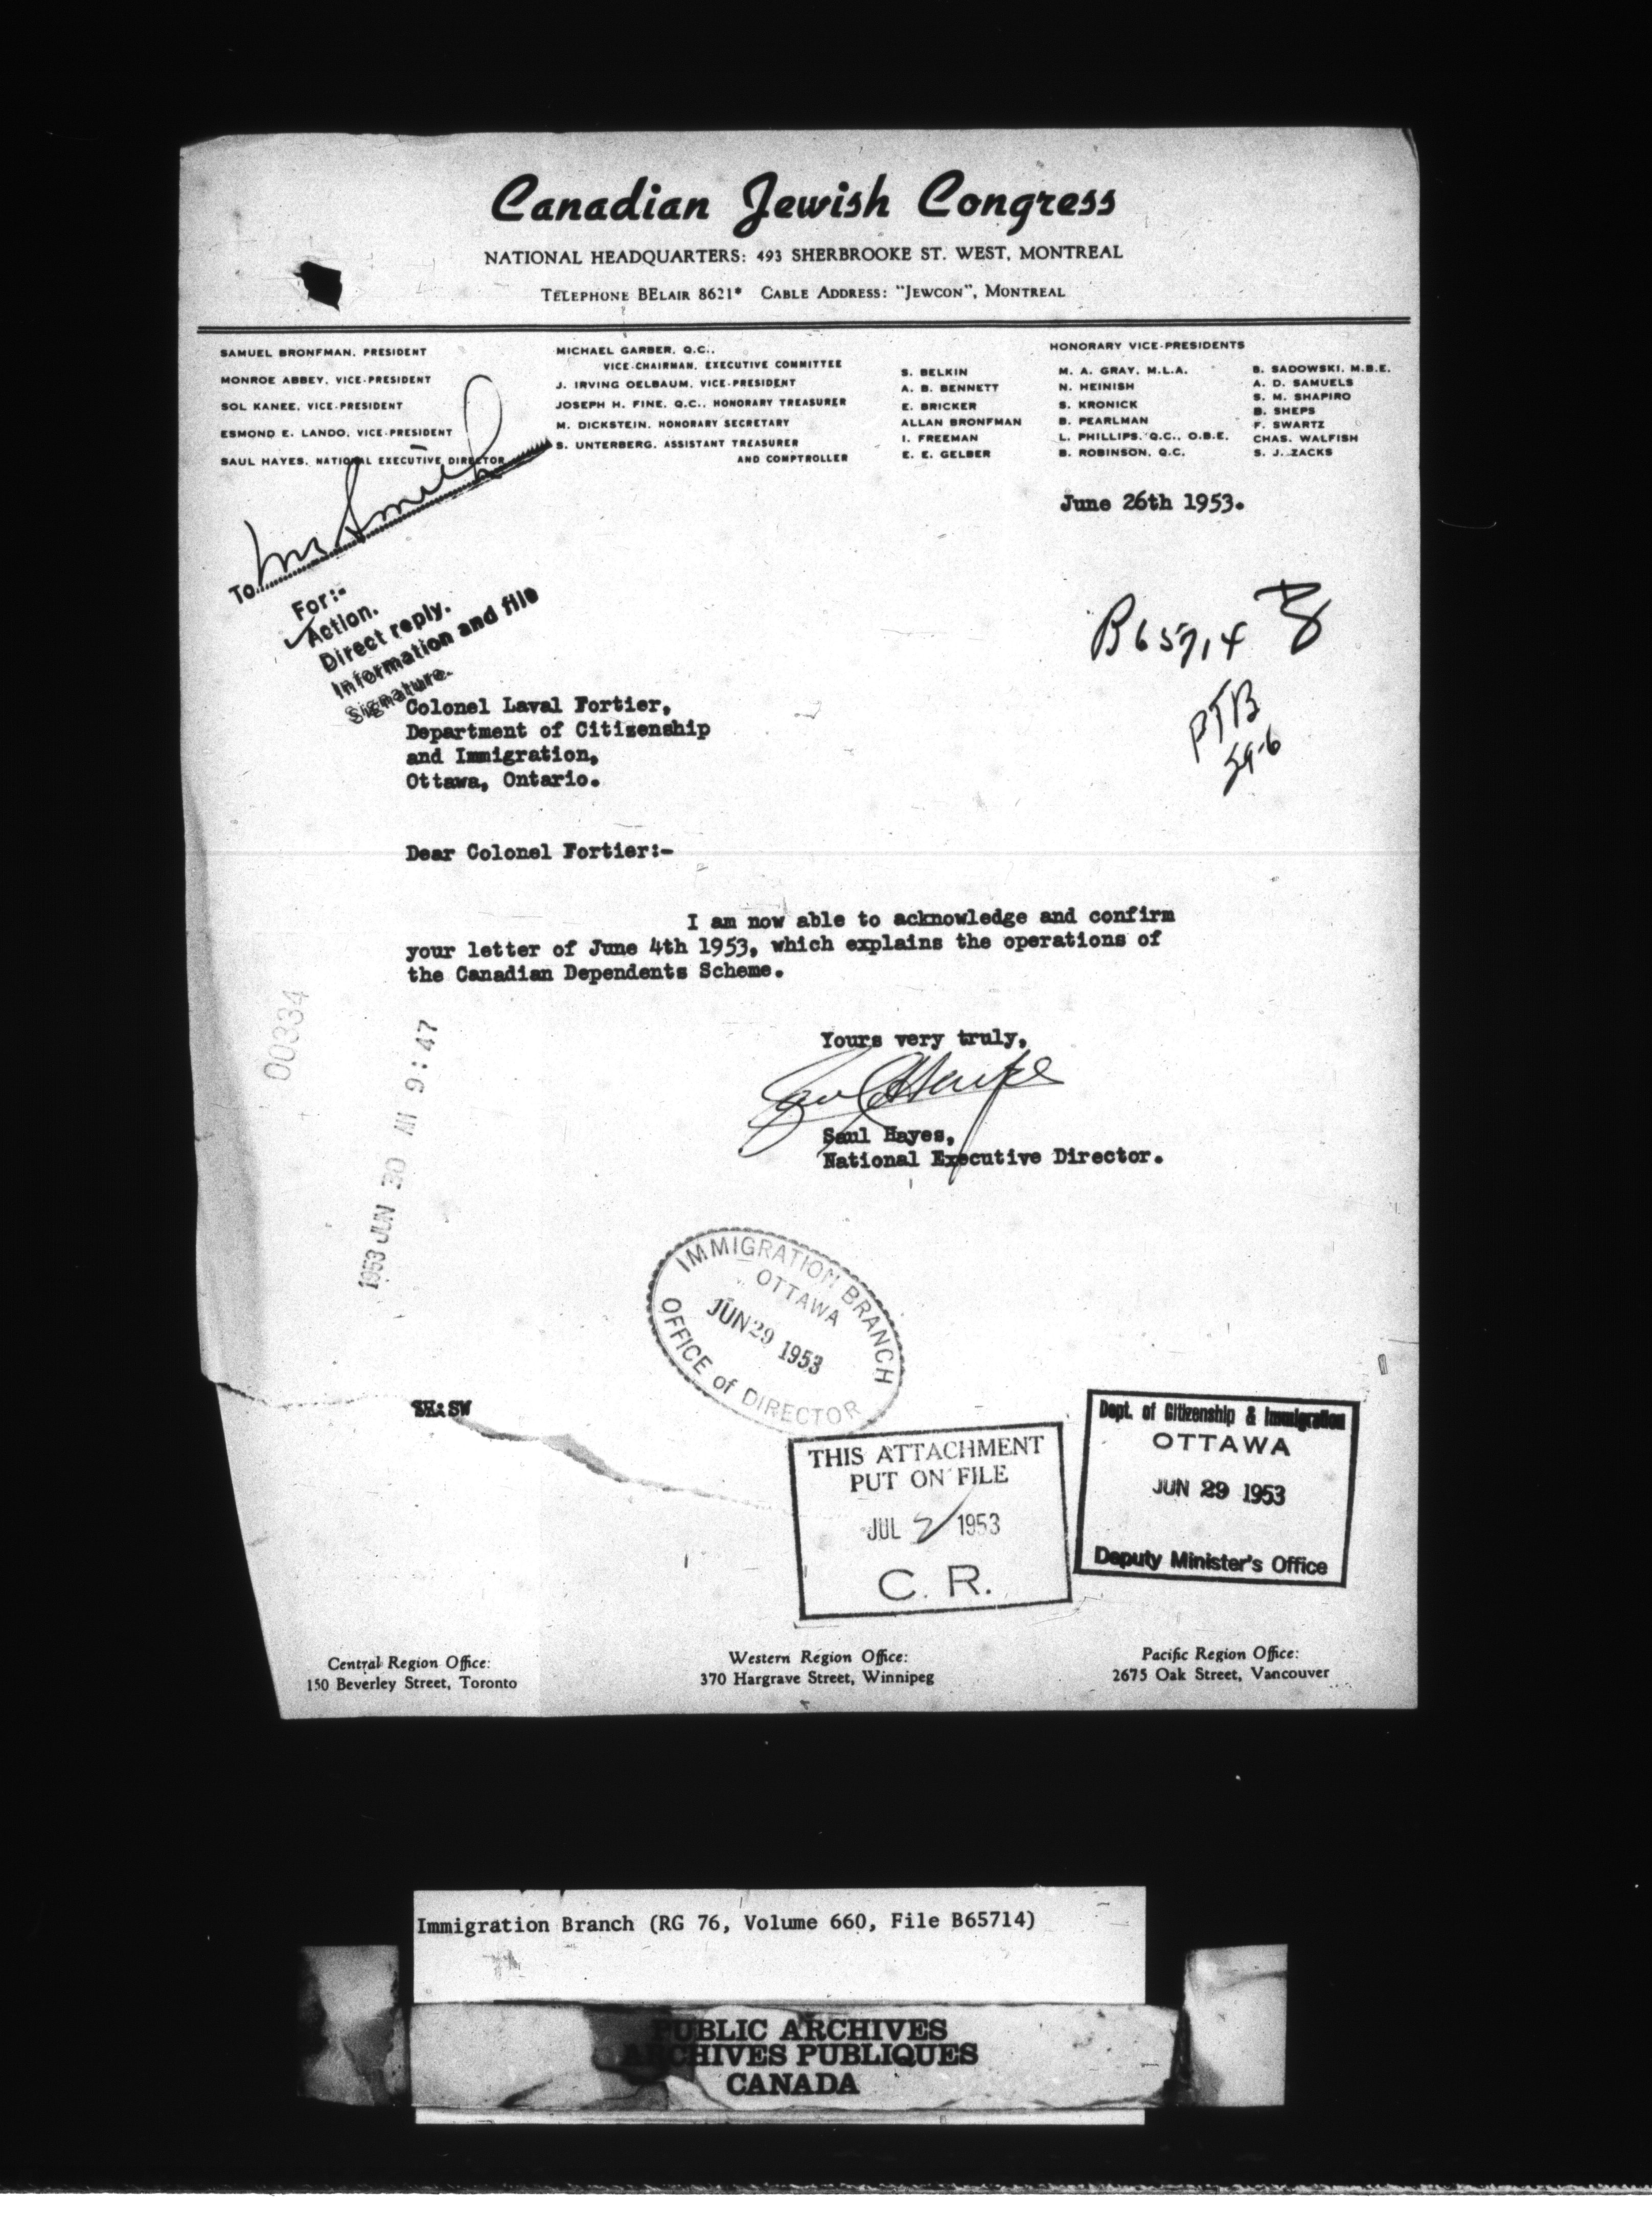 Canadian Jewish Congress
NATIONAL HEADQUARTERS: 493 SHERBROOKE ST. WEST, MONTREAL
TELEPHONE BELAIR 8621* CABLE ADDRESS: "JEWCON", MONTREAL
SAMUEL BRONFMAN, PRESIDENT
MONROE ABBEY, VICE-PRESIDENT
SOL KANEE, VICE-PRESIDENT
ESMOND E. LANDO, VICE-PRESIDENT
SAUL HAYES, NATIONAL EXECUTIVE DIRECTOR
MICHAEL GARBER, Q.C.,
VICE-CHAIRMAN, EXECUTIVE COMMITTEE
J. IRVING OELBAUM, VICE-PRESIDENT
JOSEPH H. FINE, Q.C., HONORARY TREASURER
M. DICKSTEIN, HONORARY SECRETARY
S. UNTERBERG, ASSISTANT TREASURER
AND COMPTROLLER
HONORARY VICE-PRESIDENTS
S. BELKIN
A. B. BENNETT
E. BRICKER
ALLAN BRONFMAN
I. FREEMAN
E. E. GELBER
M. A. GRAY, M.L.A.
N. HEINISH
S. KRONICK
B. PEARLMAN
L. PHILLIPS, Q.C., O.B.E.
B. ROBINSON, Q.C.
B. SADOWSKI, M.B.E.
A. D. SAMUELS
S. M. SHAPIRO
B. SHEPS
F. SWARTZ
CHAS. WALFISH
S. J. ZACKS
June 26th 1953.
To Mr Smith
For:-
Action.
Direct reply.
Information and file
Signature.
B65714
PTB
Colonel Laval Fortier,
Department of Citizenship
and Immigration,
Ottawa, Ontario.
Dear Colonel Fortier:-
I am now able to acknowledge and confirm
your letter of June 4th 1953, which explains the operations of
the Canadian Dependents Scheme.
Yours very truly,
Saul Hayes
Saul Hayes,
National Executive Director.
00334
1953 JUN 30 AM 9:47
IMMIGRATION BRANCH
OTTAWA
JUN 29 1953
OFFICE of DIRECTOR
SH:SW
THIS ATTACHMENT
PUT ON FILE
JUL 2 1953
C. R.
Dept. of Citizenship & Immigration
OTTAWA
JUN 29 1953
Deputy Minister's Office
Central Region Office:
150 Beverley Street, Toronto
Western Region Office:
370 Hargrave Street, Winnipeg
Pacific Region Office:
2675 Oak Street, Vancouver
Immigration Branch (RG 76, Volume 660, File B65714)
PUBLIC ARCHIVES
ARCHIVES PUBLIQUES
CANADA